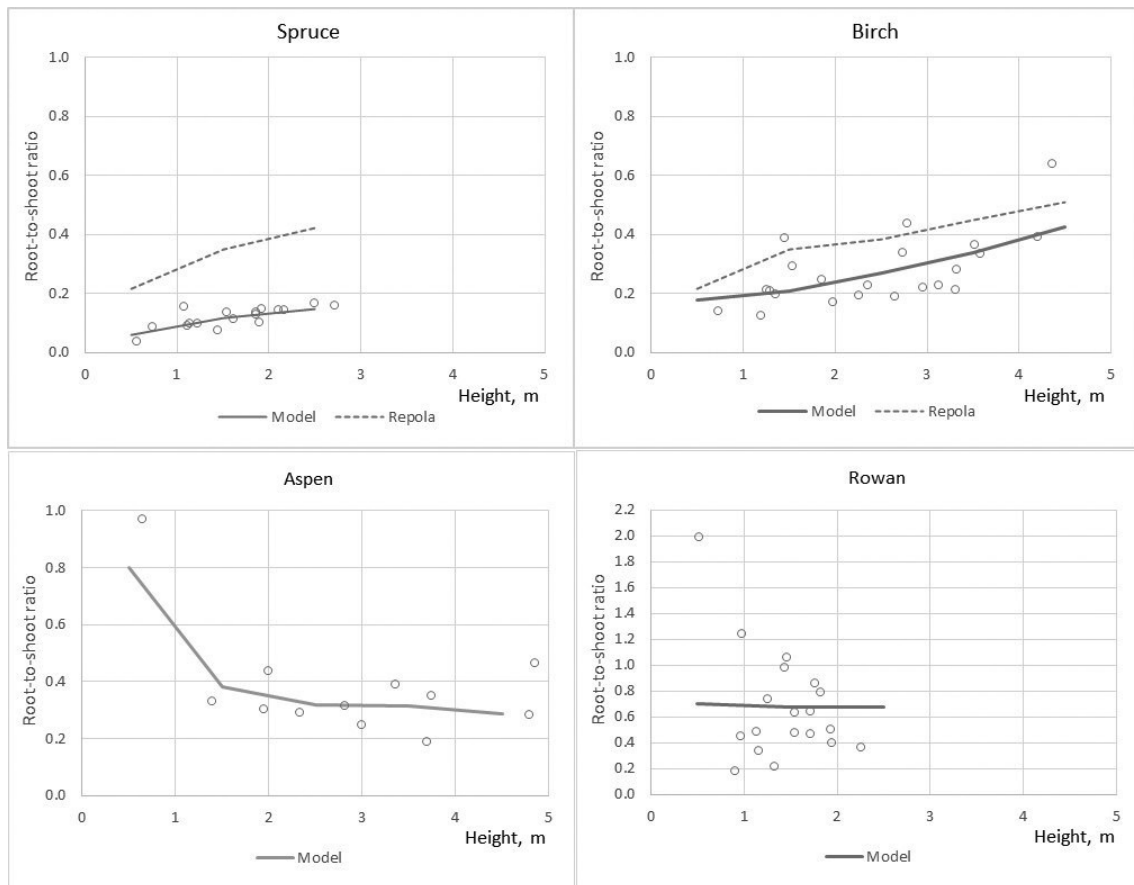 Spruce
Root-to-shoot ratio
1.0
0.8
0.6
0.4
0.2
0.0
0 1 2 3 4 5
Height, m
Model Repola
Birch
Root-to-shoot ratio
1.0
0.8
0.6
0.4
0.2
0.0
0 1 2 3 4 5
Height, m
Model Repola
Aspen
Root-to-shoot ratio
1.0
0.8
0.6
0.4
0.2
0.0
0 1 2 3 4 5
Height, m
Model
Rowan
Root-to-shoot ratio
2.2
2.0
1.8
1.6
1.4
1.2
1.0
0.8
0.6
0.4
0.2
0.0
0 1 2 3 4 5
Height, m
Model